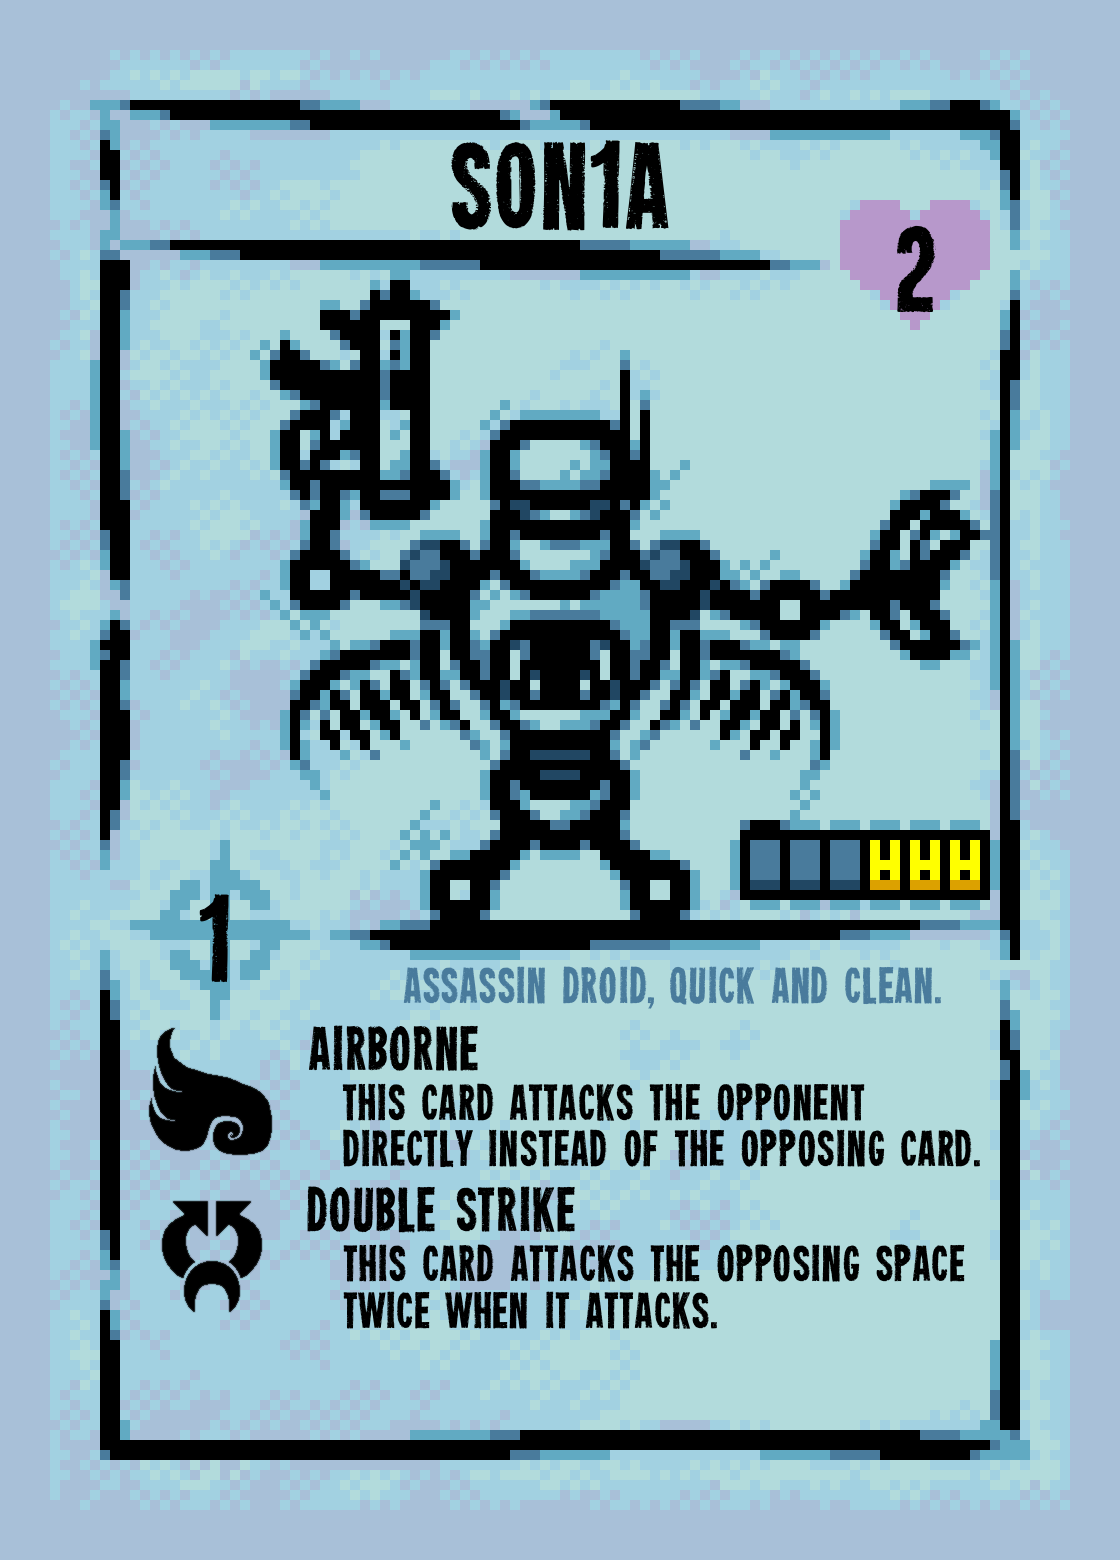 SON1A
2
1
ASSASSIN DROID, QUICK AND CLEAN.
AIRBORNE
THIS CARD ATTACKS THE OPPONENT
DIRECTLY INSTEAD OF THE OPPOSING CARD.
DOUBLE STRIKE
THIS CARD ATTACKS THE OPPOSING SPACE
TWICE WHEN IT ATTACKS.